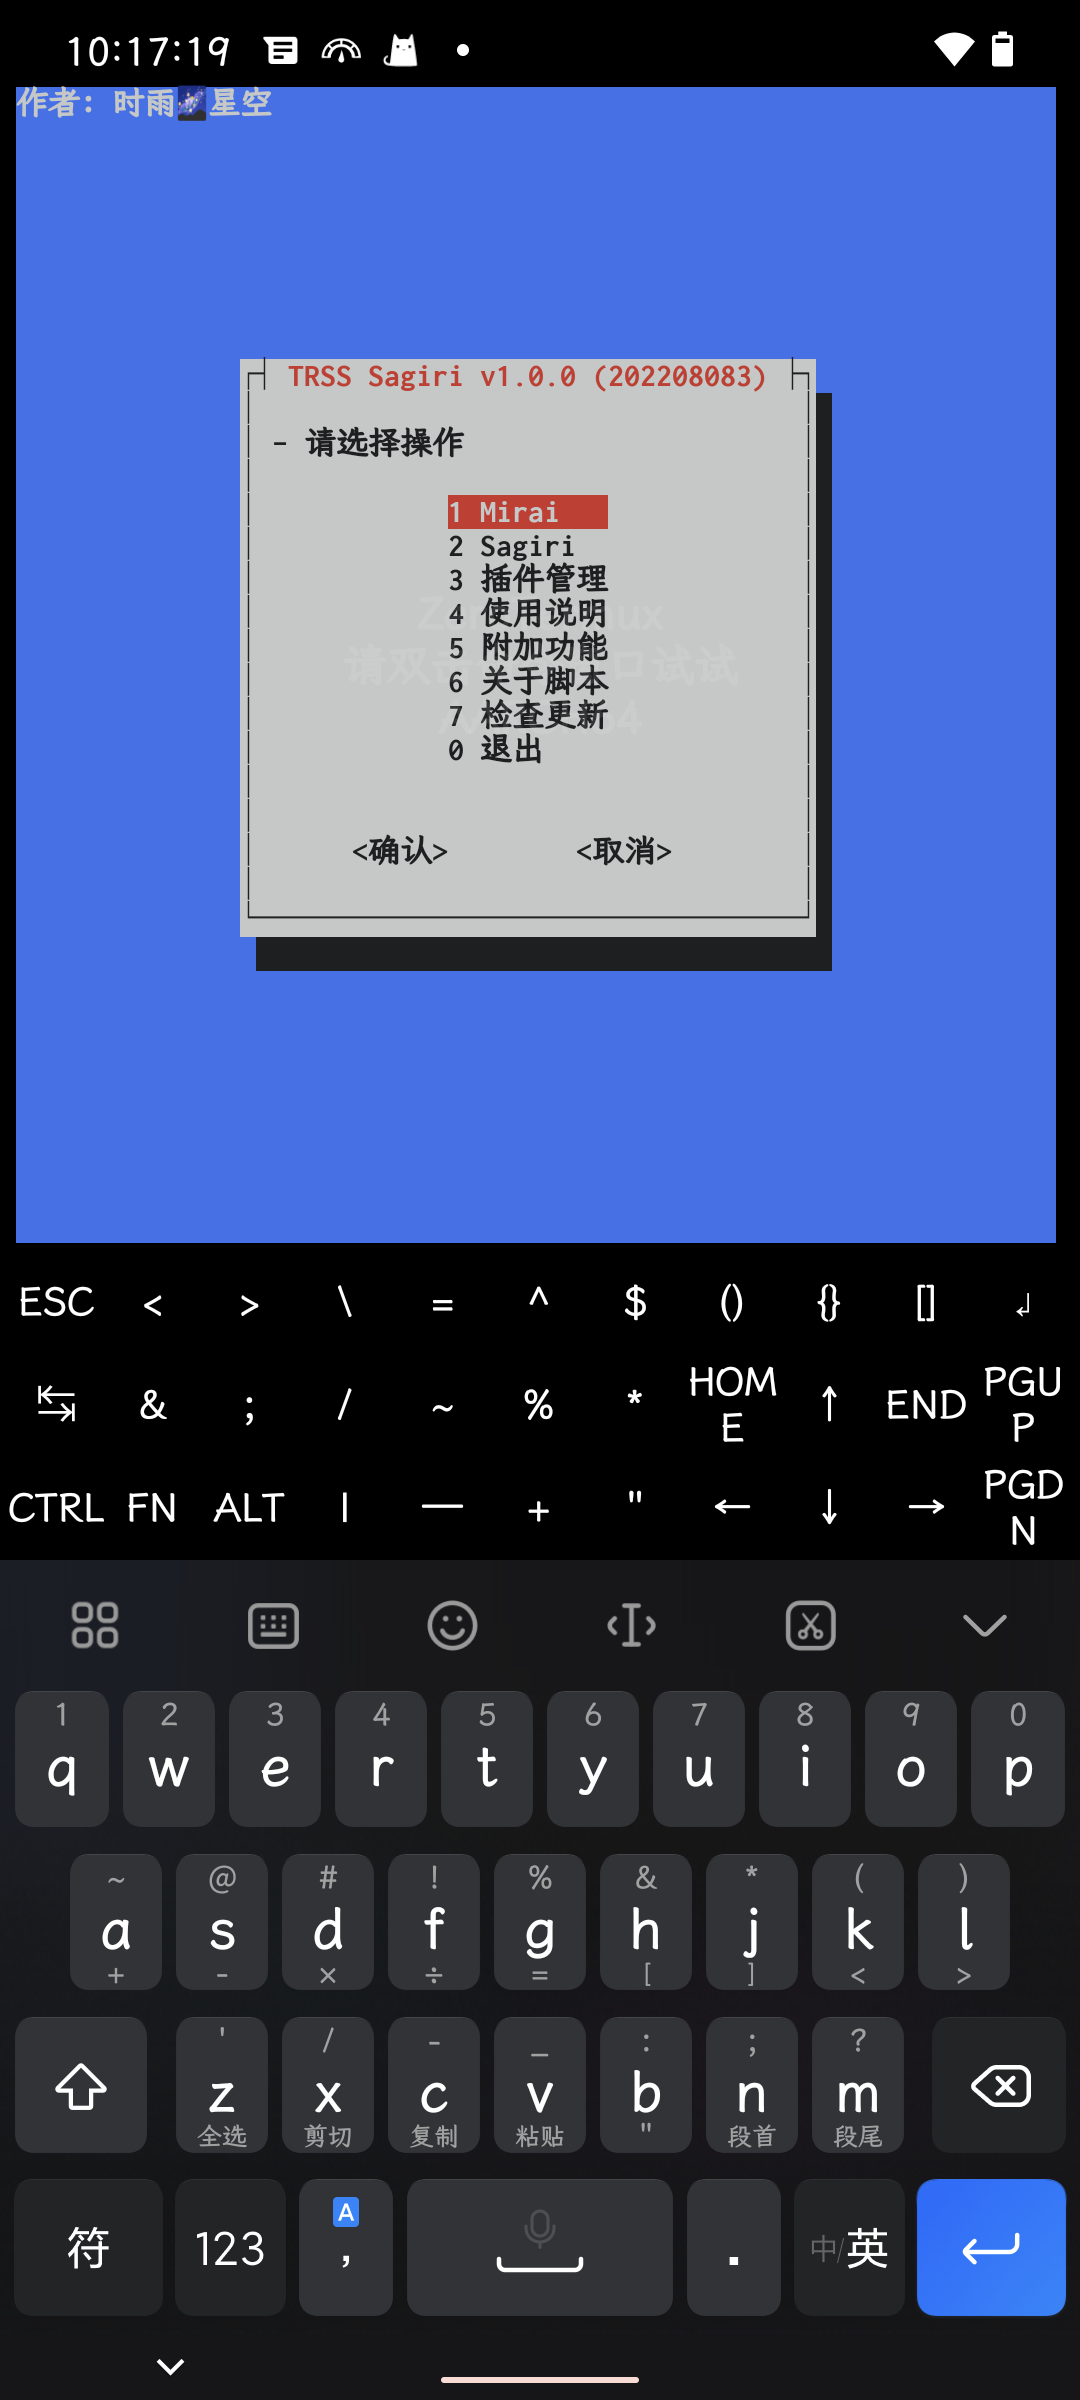 10:17:19
作者：时雨🌌星空
TRSS Sagiri v1.0.0 (202208083)
- 请选择操作
1 Mirai
2 Sagiri
3 插件管理
4 使用说明
5 附加功能
6 关于脚本
7 检查更新
0 退出
<确认> <取消>
ESC < > \ = ^ $ () {} [] ↲
↹ & ; / ~ % * HOME ↑ END PGUP
CTRL FN ALT | — + " ← ↓ → PGDN
1 2 3 4 5 6 7 8 9 0
q w e r t y u i o p
~ @ # ! % & * ( )
a s d f g h j k l
+ - × ÷ = [ ] < >
' / - _ : ; ?
z x c v b n m
全选 剪切 复制 粘贴 " 段首 段尾
符 123 A , . 中/英